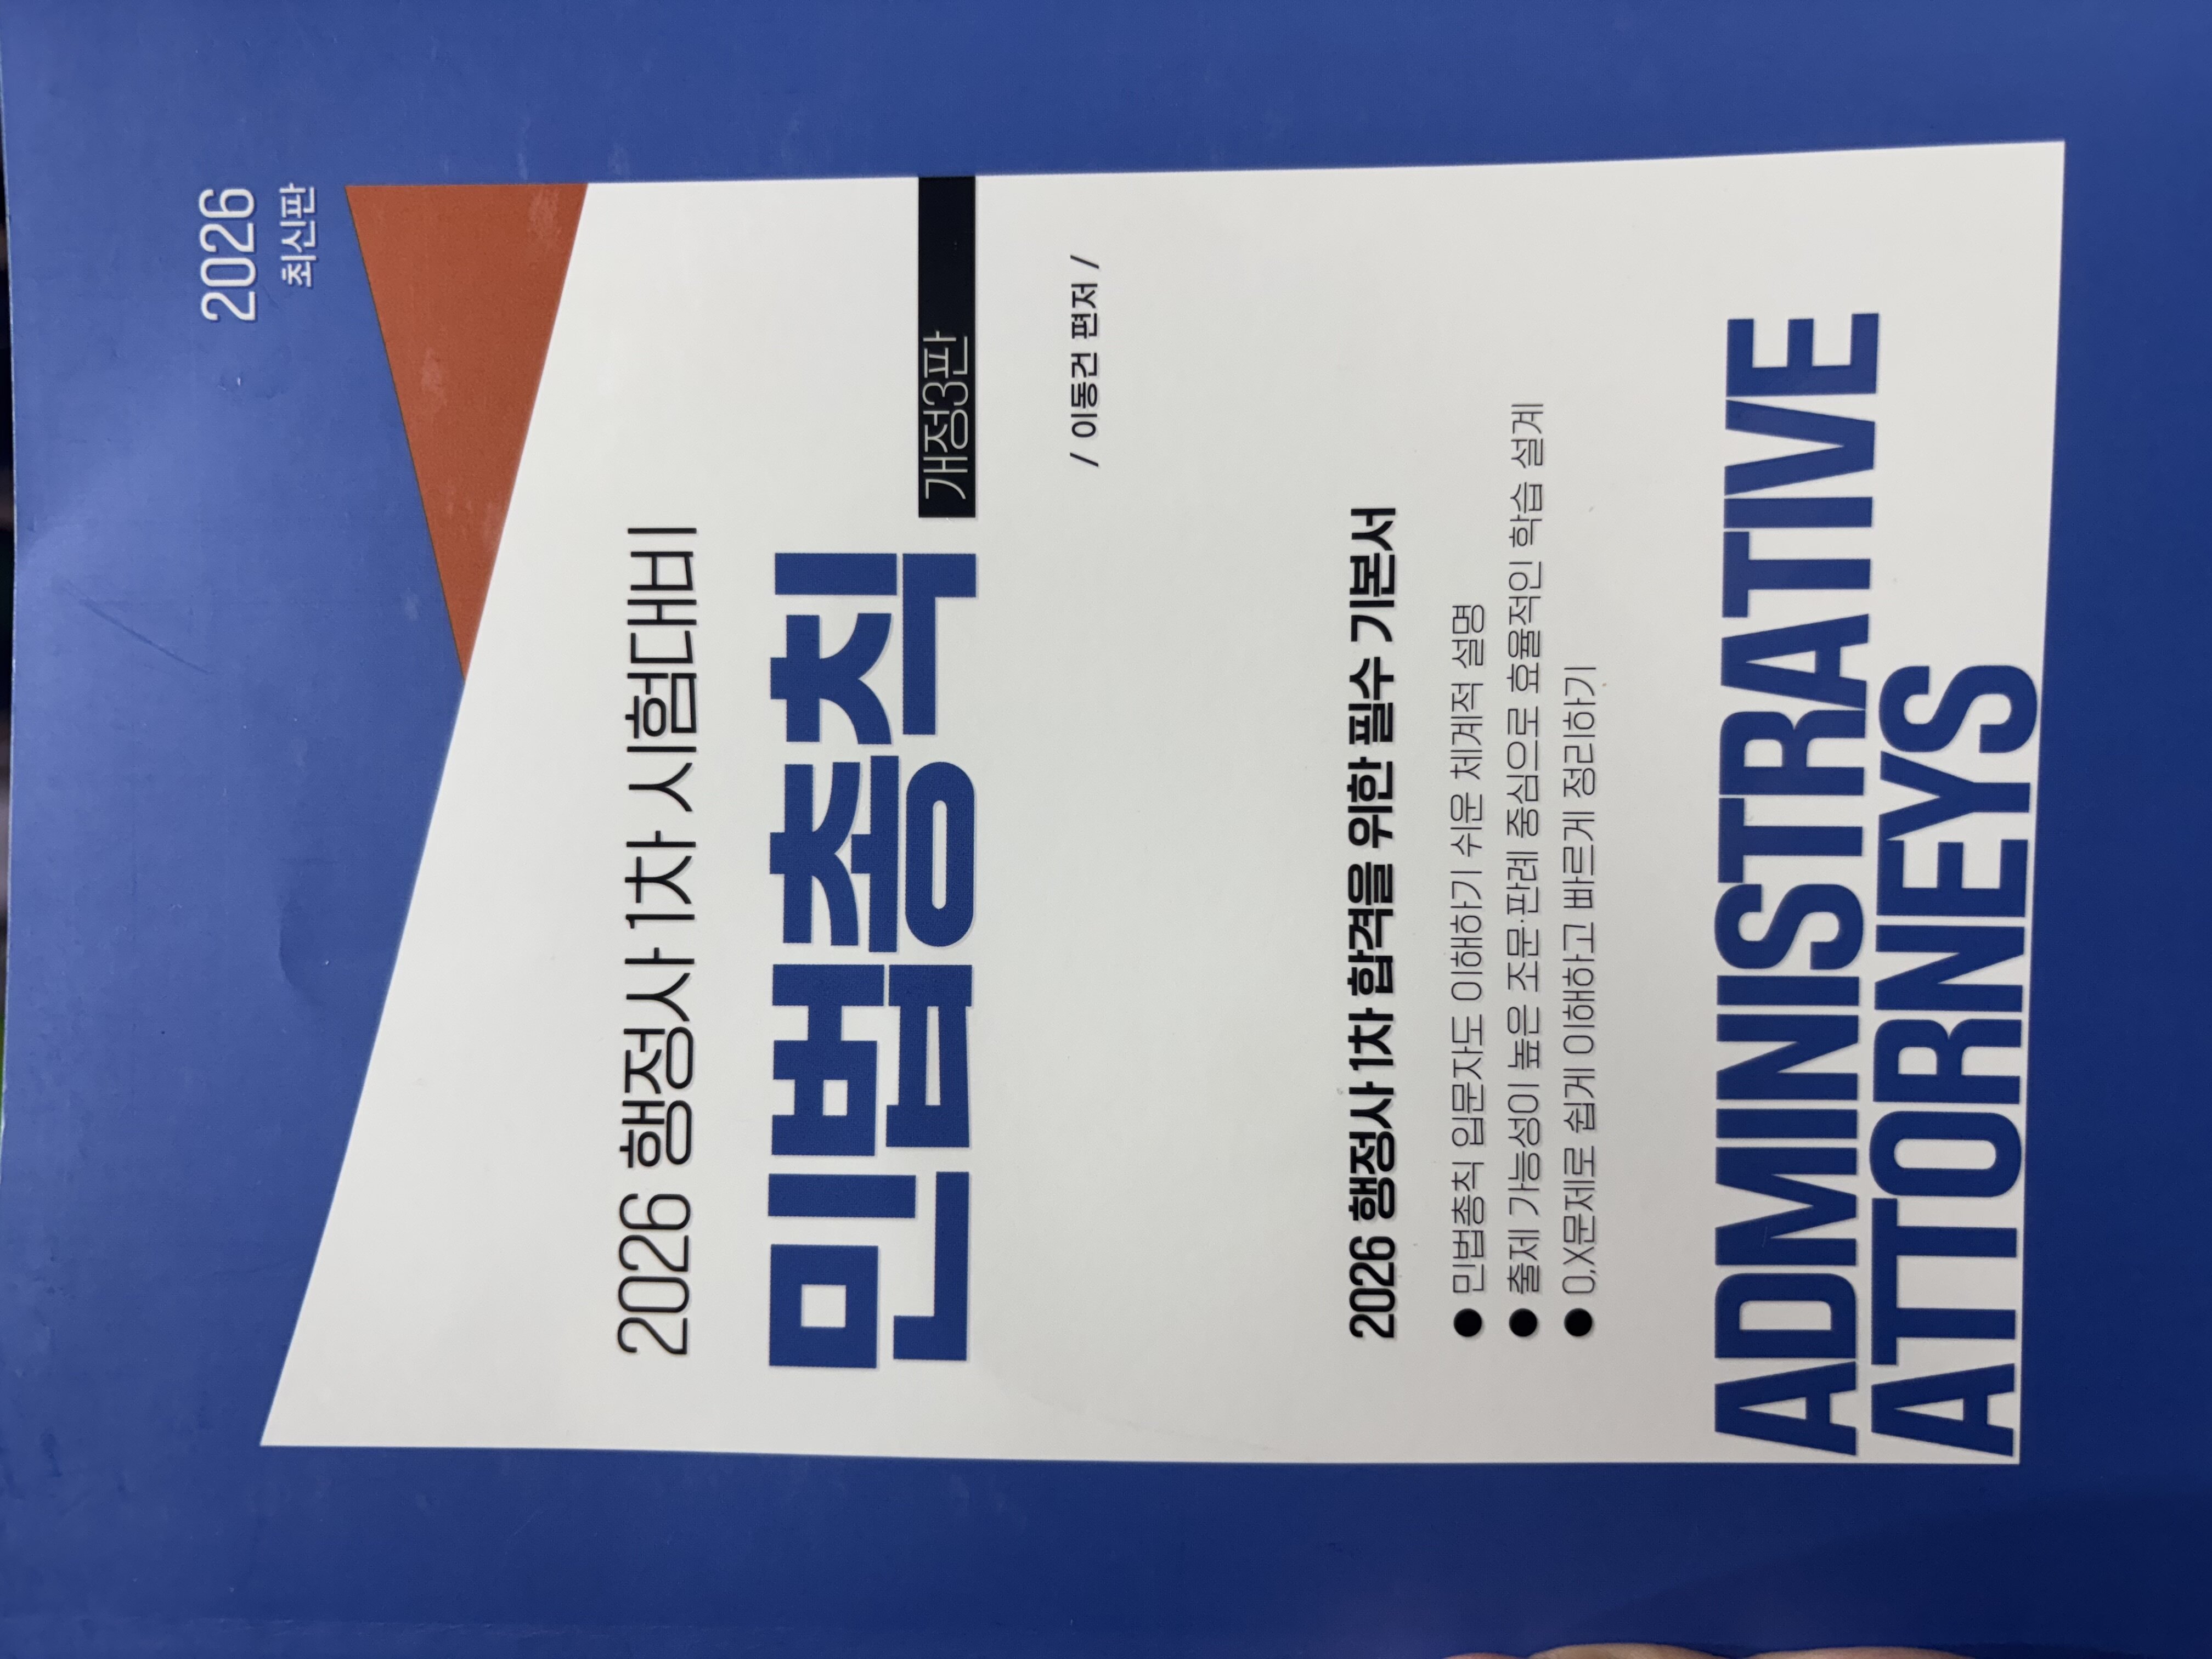 2026
최신판
2026 행정사 1차 시험대비
민법총칙 개정3판
/ 이동건 편저 /
2026 행정사 1차 합격을 위한 필수 기본서
● 민법총칙 입문자도 이해하기 쉬운 체계적 설명
● 출제 가능성이 높은 조문·판례 중심으로 효율적인 학습 설계
● O,X문제로 쉽게 이해하고 빠르게 정리하기
ADMINISTRATIVE
ATTORNEYS